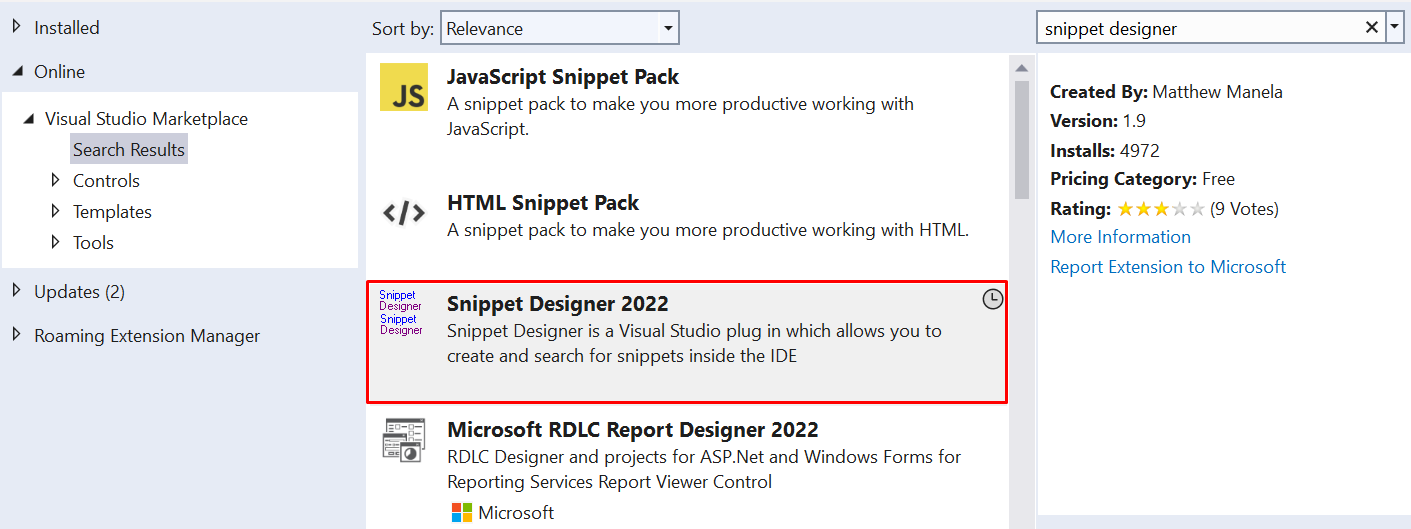 Installed
Online
Visual Studio Marketplace
Search Results
Controls
Templates
Tools
Updates (2)
Roaming Extension Manager
Sort by: Relevance
JS
JavaScript Snippet Pack
A snippet pack to make you more productive working with
JavaScript.
HTML Snippet Pack
A snippet pack to make you more productive working with HTML.
Snippet
Designer
Snippet
Designer
Snippet Designer 2022
Snippet Designer is a Visual Studio plug in which allows you to
create and search for snippets inside the IDE
Microsoft RDLC Report Designer 2022
RDLC Designer and projects for ASP.Net and Windows Forms for
Reporting Services Report Viewer Control
Microsoft
snippet designer
Created By: Matthew Manela
Version: 1.9
Installs: 4972
Pricing Category: Free
Rating: (9 Votes)
More Information
Report Extension to Microsoft